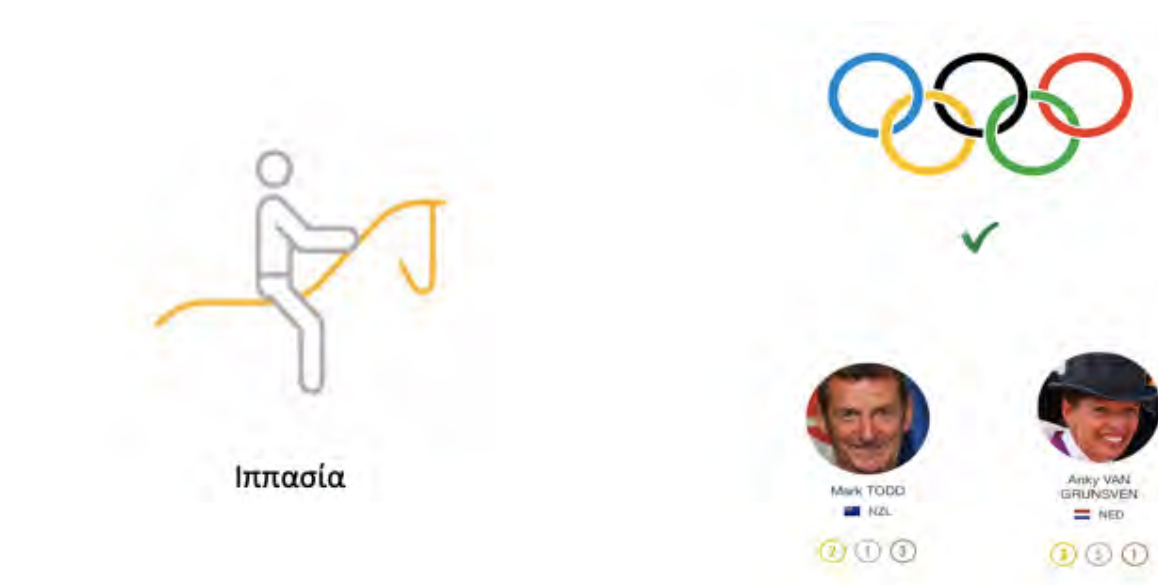 Ιππασία
Mark TODD
NZL
2 1 3
Anky VAN
GRUNSVEN
NED
3 5 1